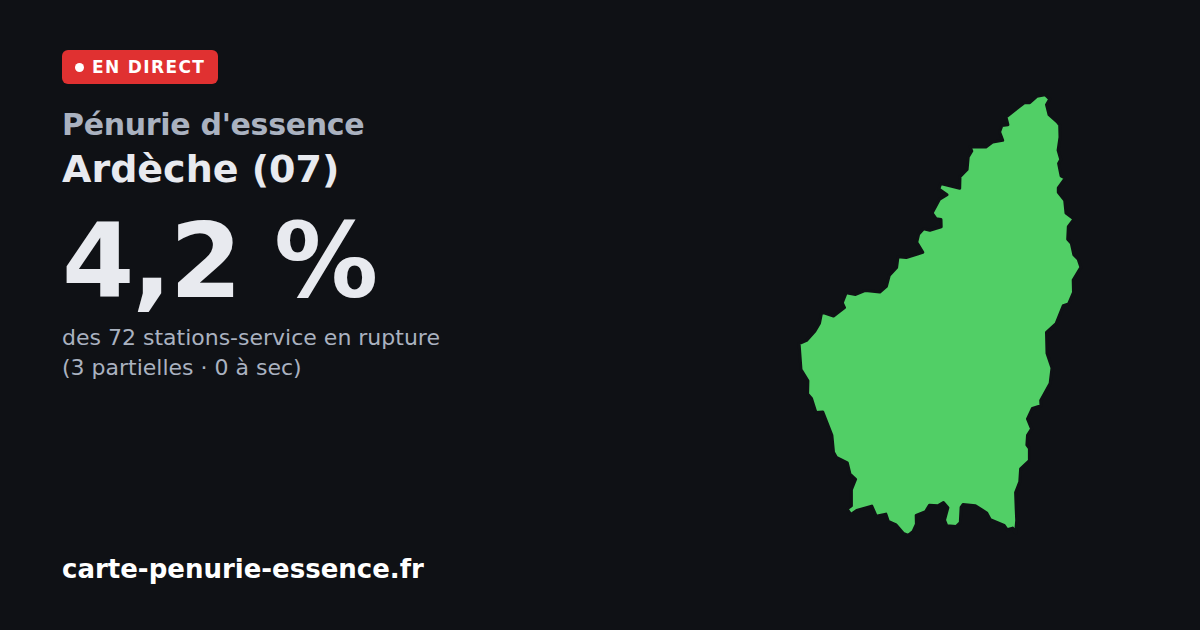 EN DIRECT
Pénurie d'essence
Ardèche (07)
4,2 %
des 72 stations-service en rupture
(3 partielles · 0 à sec)
carte-penurie-essence.fr